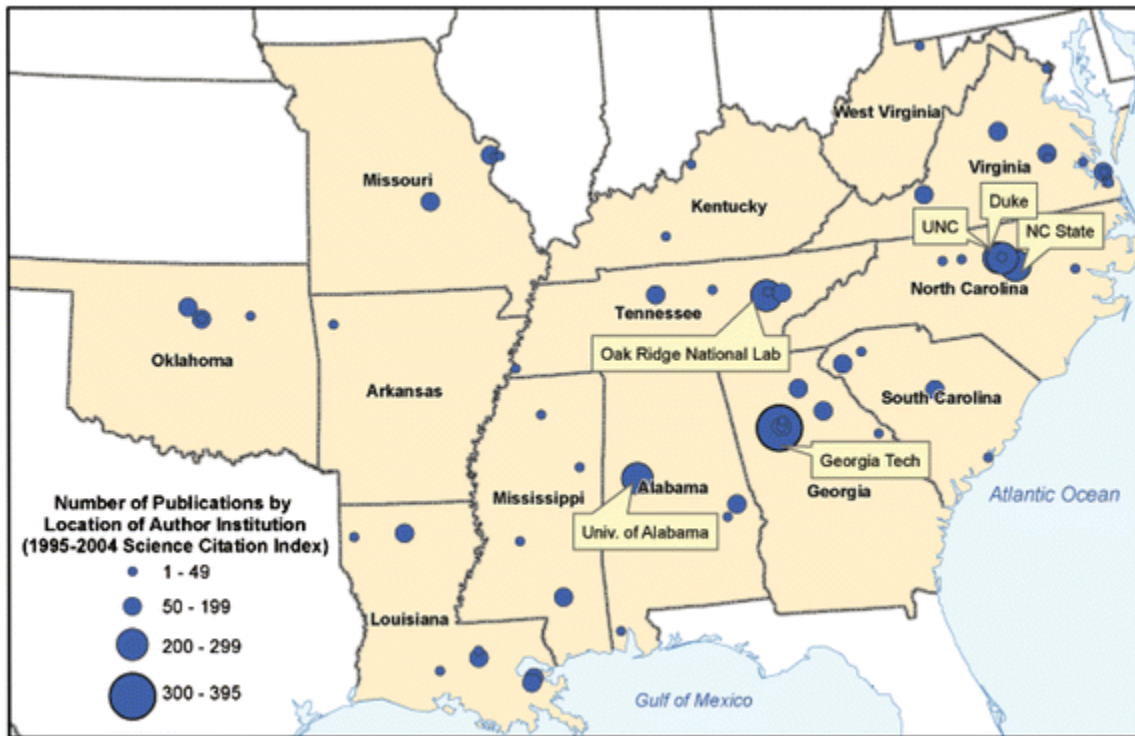 West Virginia
Missouri
Virginia
Kentucky
Duke
UNC
NC State
North Carolina
Tennessee
Oak Ridge National Lab
Oklahoma
Arkansas
South Carolina
Georgia Tech
Georgia
Mississippi
Alabama
Univ. of Alabama
Atlantic Ocean
Louisiana
Gulf of Mexico
Number of Publications by
Location of Author Institution
(1995-2004 Science Citation Index)
1 - 49
50 - 199
200 - 299
300 - 395